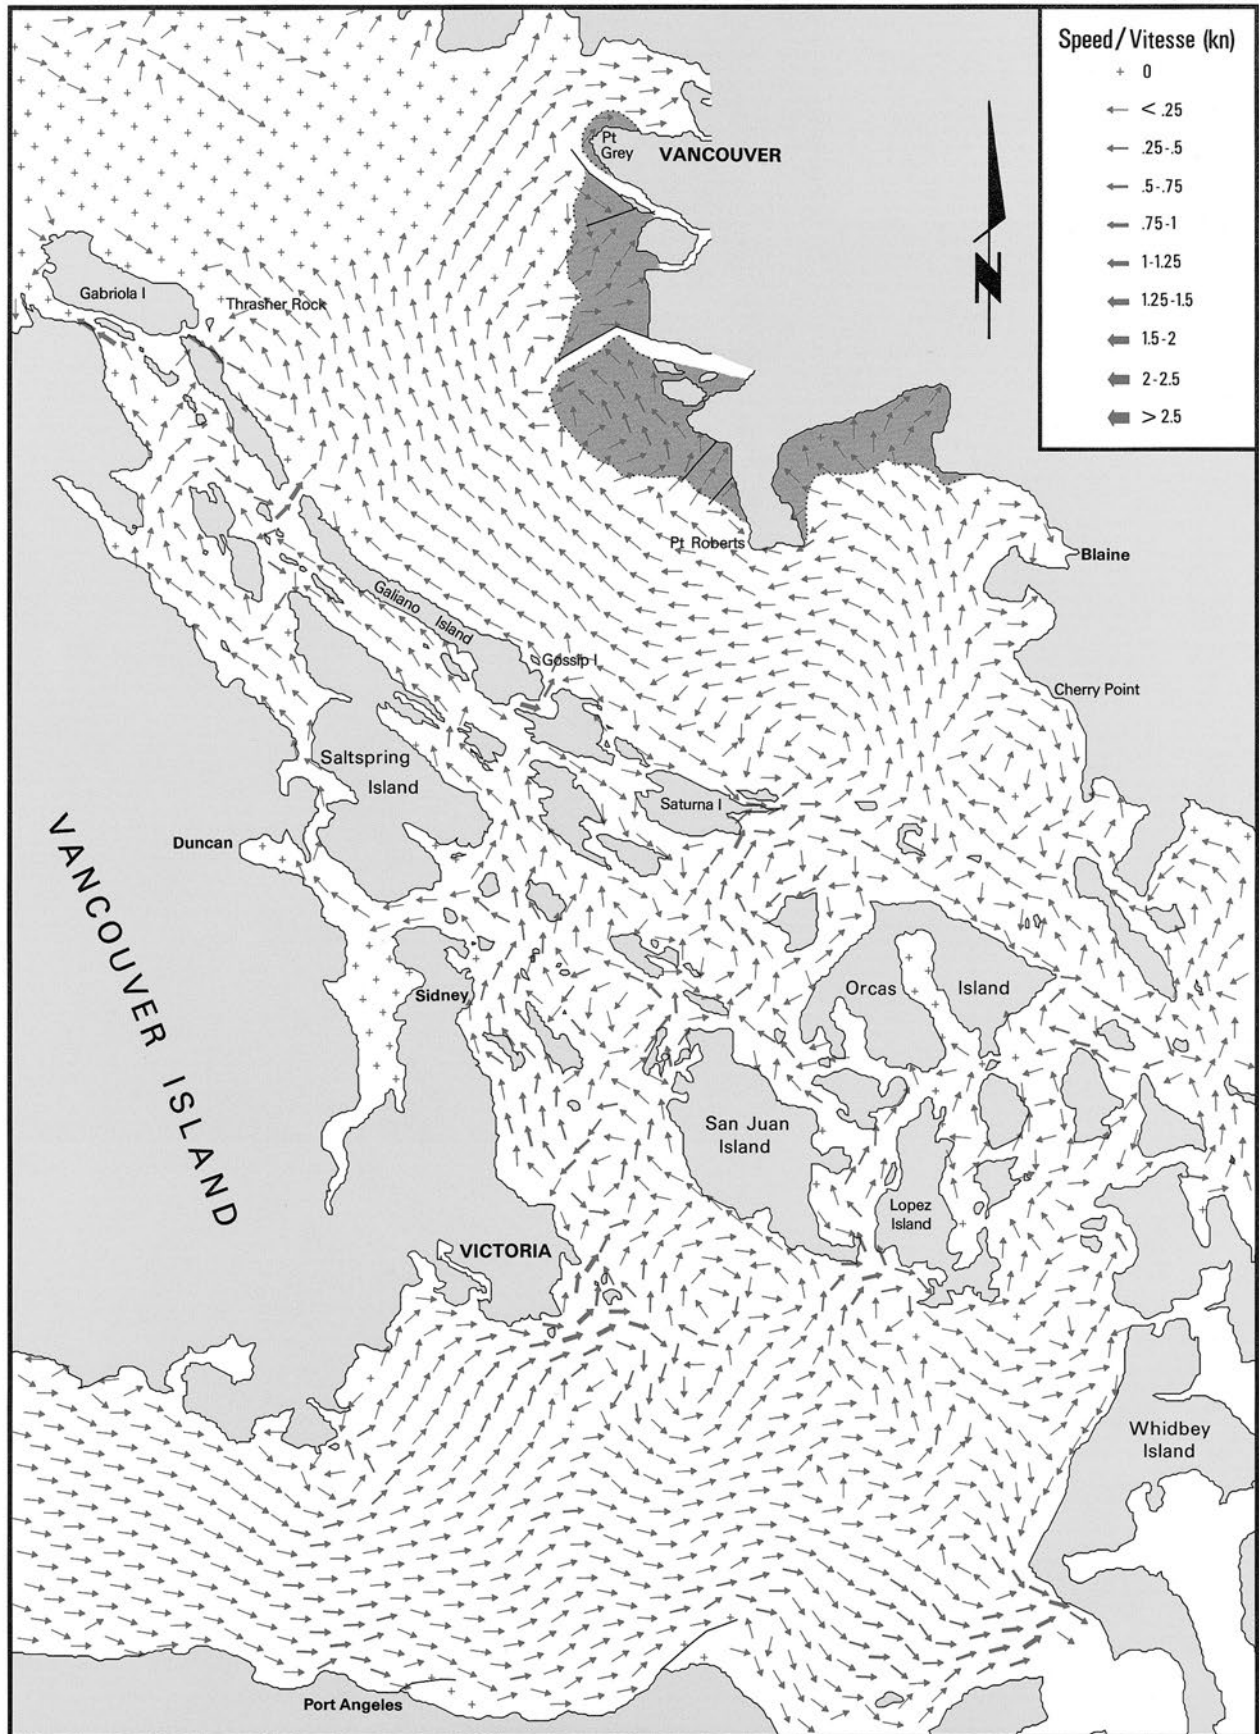 Speed/Vitesse (kn)
+ 0
< .25
.25-.5
.5-.75
.75-1
1-1.25
1.25-1.5
1.5-2
2-2.5
> 2.5
N
Pt
Grey
VANCOUVER
Gabriola I
Thrasher Rock
Pt Roberts
Blaine
Galiano
Island
Gossip I
Cherry Point
Saltspring
Island
Saturna I
Duncan
VANCOUVER ISLAND
Sidney
Orcas Island
San Juan
Island
Lopez
Island
VICTORIA
Whidbey
Island
Port Angeles